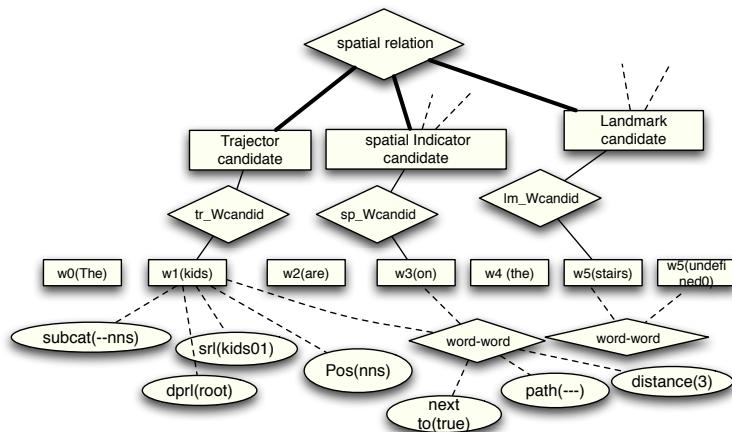 spatial relation
Trajector
candidate
spatial Indicator
candidate
Landmark
candidate
tr_Wcandid
sp_Wcandid
lm_Wcandid
w0(The)
w1(kids)
w2(are)
w3(on)
w4 (the)
w5(stairs)
w5(undefi
ned0)
subcat(--nns)
srl(kids01)
word-word
word-word
dprl(root)
Pos(nns)
next
to(true)
path(---)
distance(3)